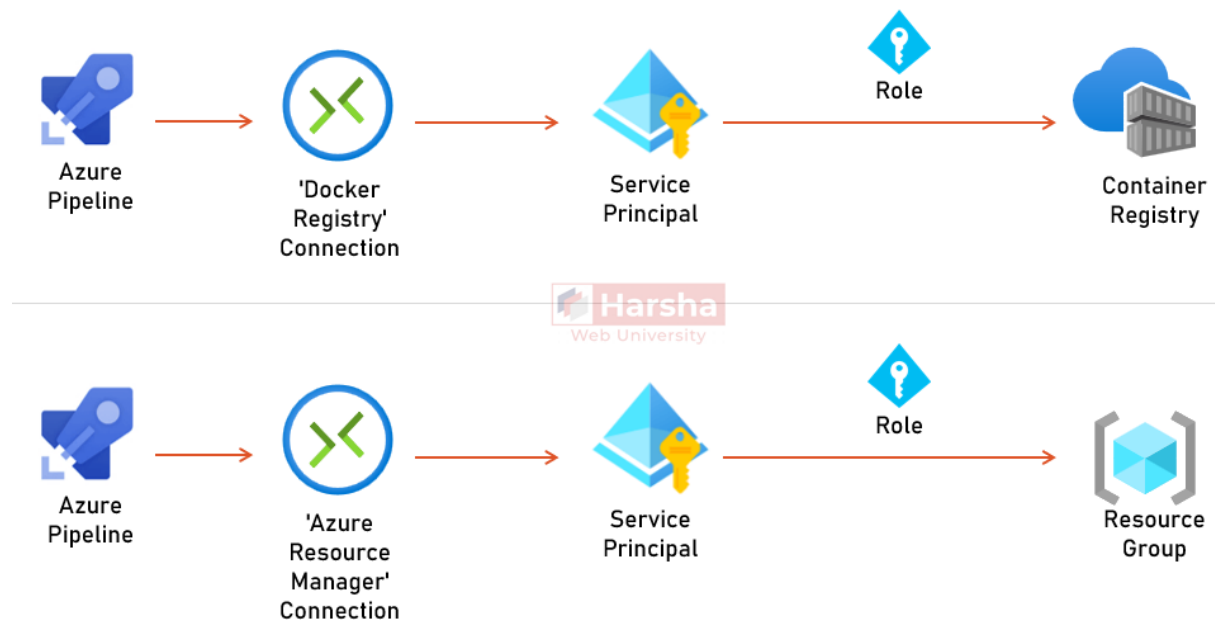 Role
Azure
Pipeline
'Docker
Registry'
Connection
Service
Principal
Container
Registry
Harsha
Web University
Role
Azure
Pipeline
'Azure
Resource
Manager'
Connection
Service
Principal
Resource
Group